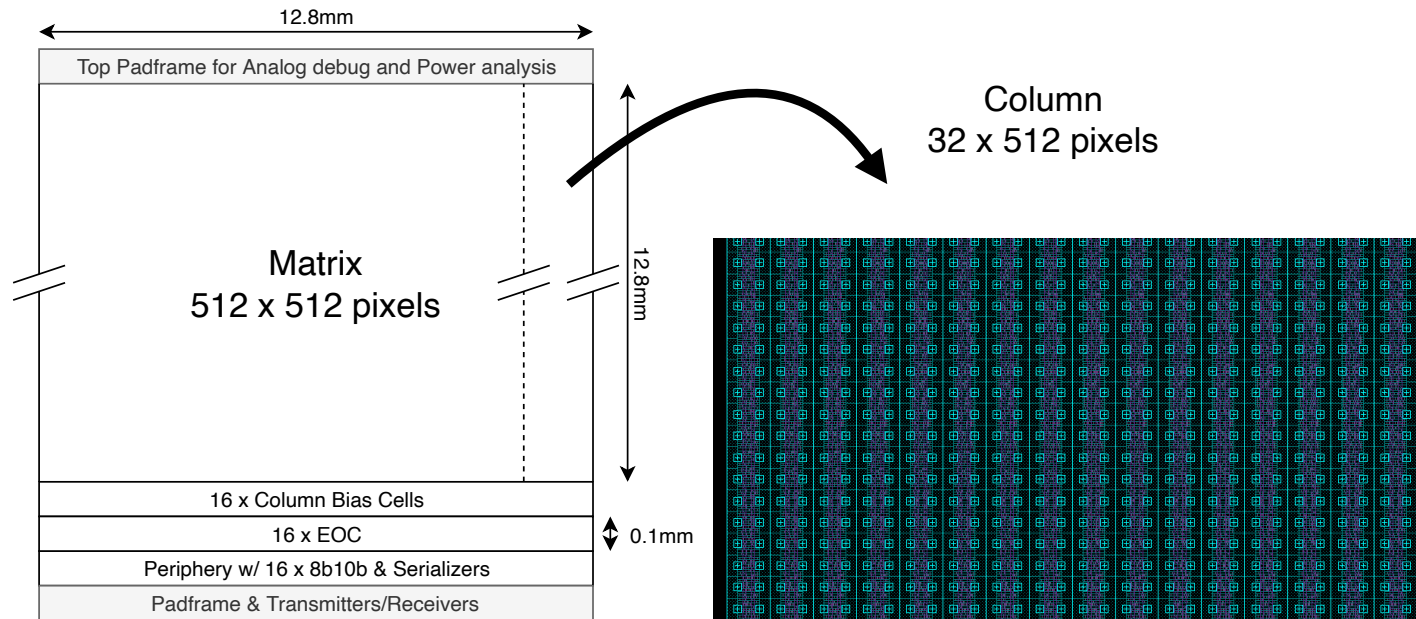 12.8mm
Top Padframe for Analog debug and Power analysis
Column
32 x 512 pixels
12.8mm
Matrix
512 x 512 pixels
16 x Column Bias Cells
16 x EOC
0.1mm
Periphery w/ 16 x 8b10b & Serializers
Padframe & Transmitters/Receivers